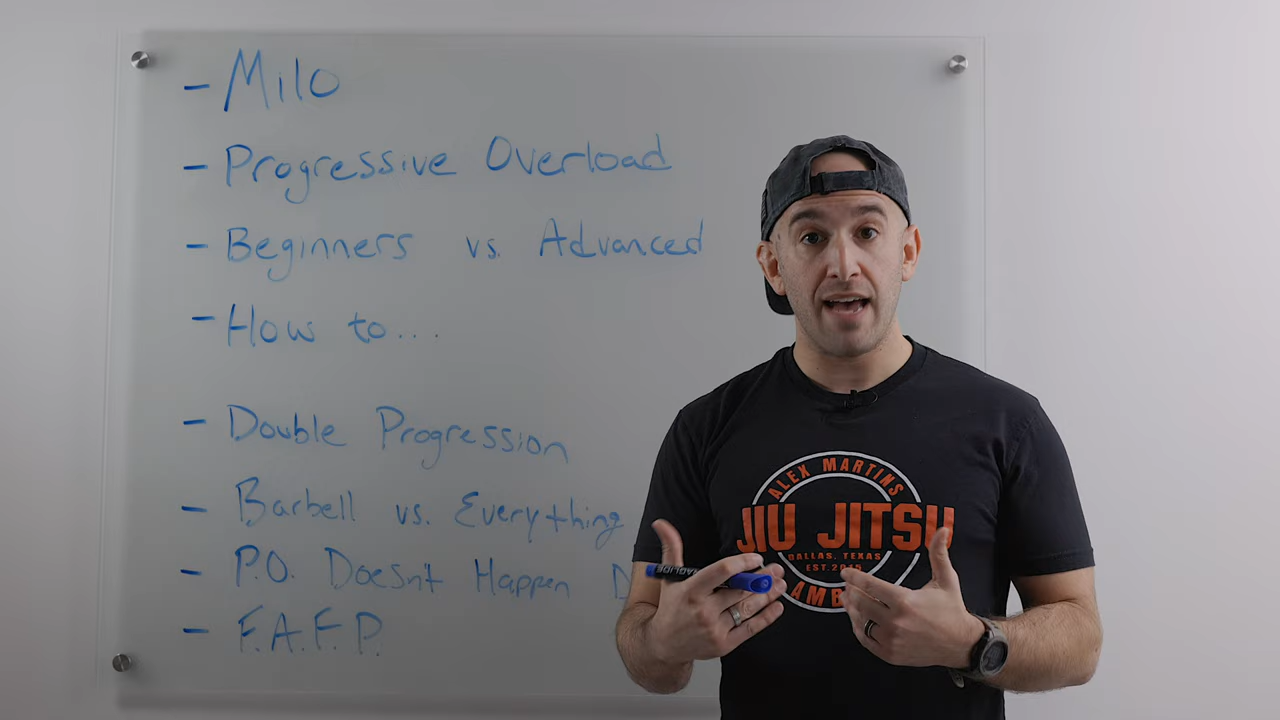 - Milo
- Progressive Overload
- Beginners vs. Advanced
- How to...
- Double Progression
- Barbell vs. Everything
- P.O. Doesn't Happen D
- F.A.F.P.
ALEX MARTINS
JIU JITSU
DALLAS, TEXAS
EST.2015